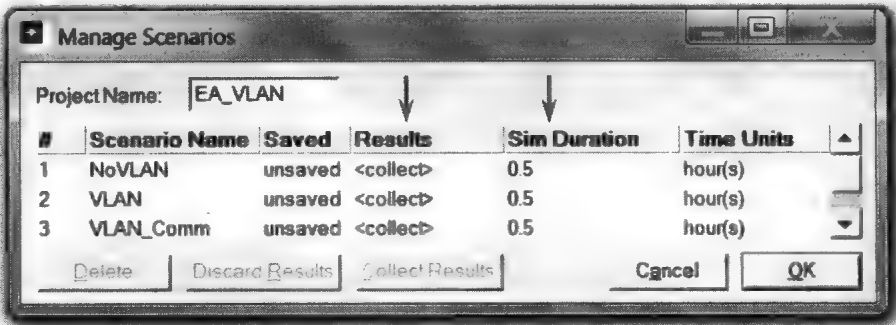 Manage Scenarios
Project Name: EA_VLAN
# Scenario Name Saved Results Sim Duration Time Units
1 NoVLAN unsaved <collect> 0.5 hour(s)
2 VLAN unsaved <collect> 0.5 hour(s)
3 VLAN_Comm unsaved <collect> 0.5 hour(s)
Delete Discard Results Collect Results Cancel OK